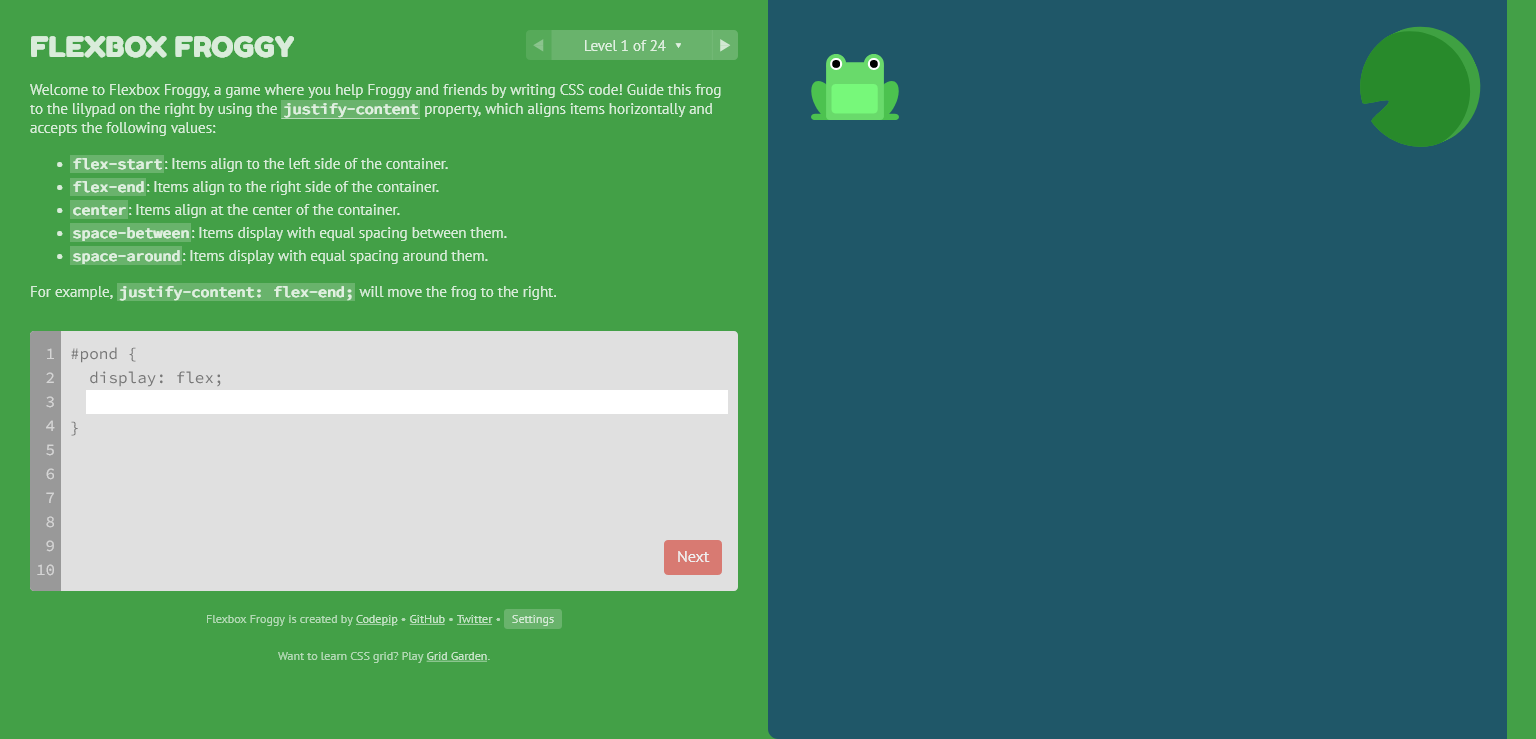 FLEXBOX FROGGY
Level 1 of 24 ▼
Welcome to Flexbox Froggy, a game where you help Froggy and friends by writing CSS code! Guide this frog
to the lilypad on the right by using the justify-content property, which aligns items horizontally and
accepts the following values:
• flex-start: Items align to the left side of the container.
• flex-end: Items align to the right side of the container.
• center: Items align at the center of the container.
• space-between: Items display with equal spacing between them.
• space-around: Items display with equal spacing around them.
For example, justify-content: flex-end; will move the frog to the right.
1 #pond {
2 display: flex;
3
4 }
5
6
7
8
9
10
Next
Flexbox Froggy is created by Codepip • GitHub • Twitter • Settings
Want to learn CSS grid? Play Grid Garden.